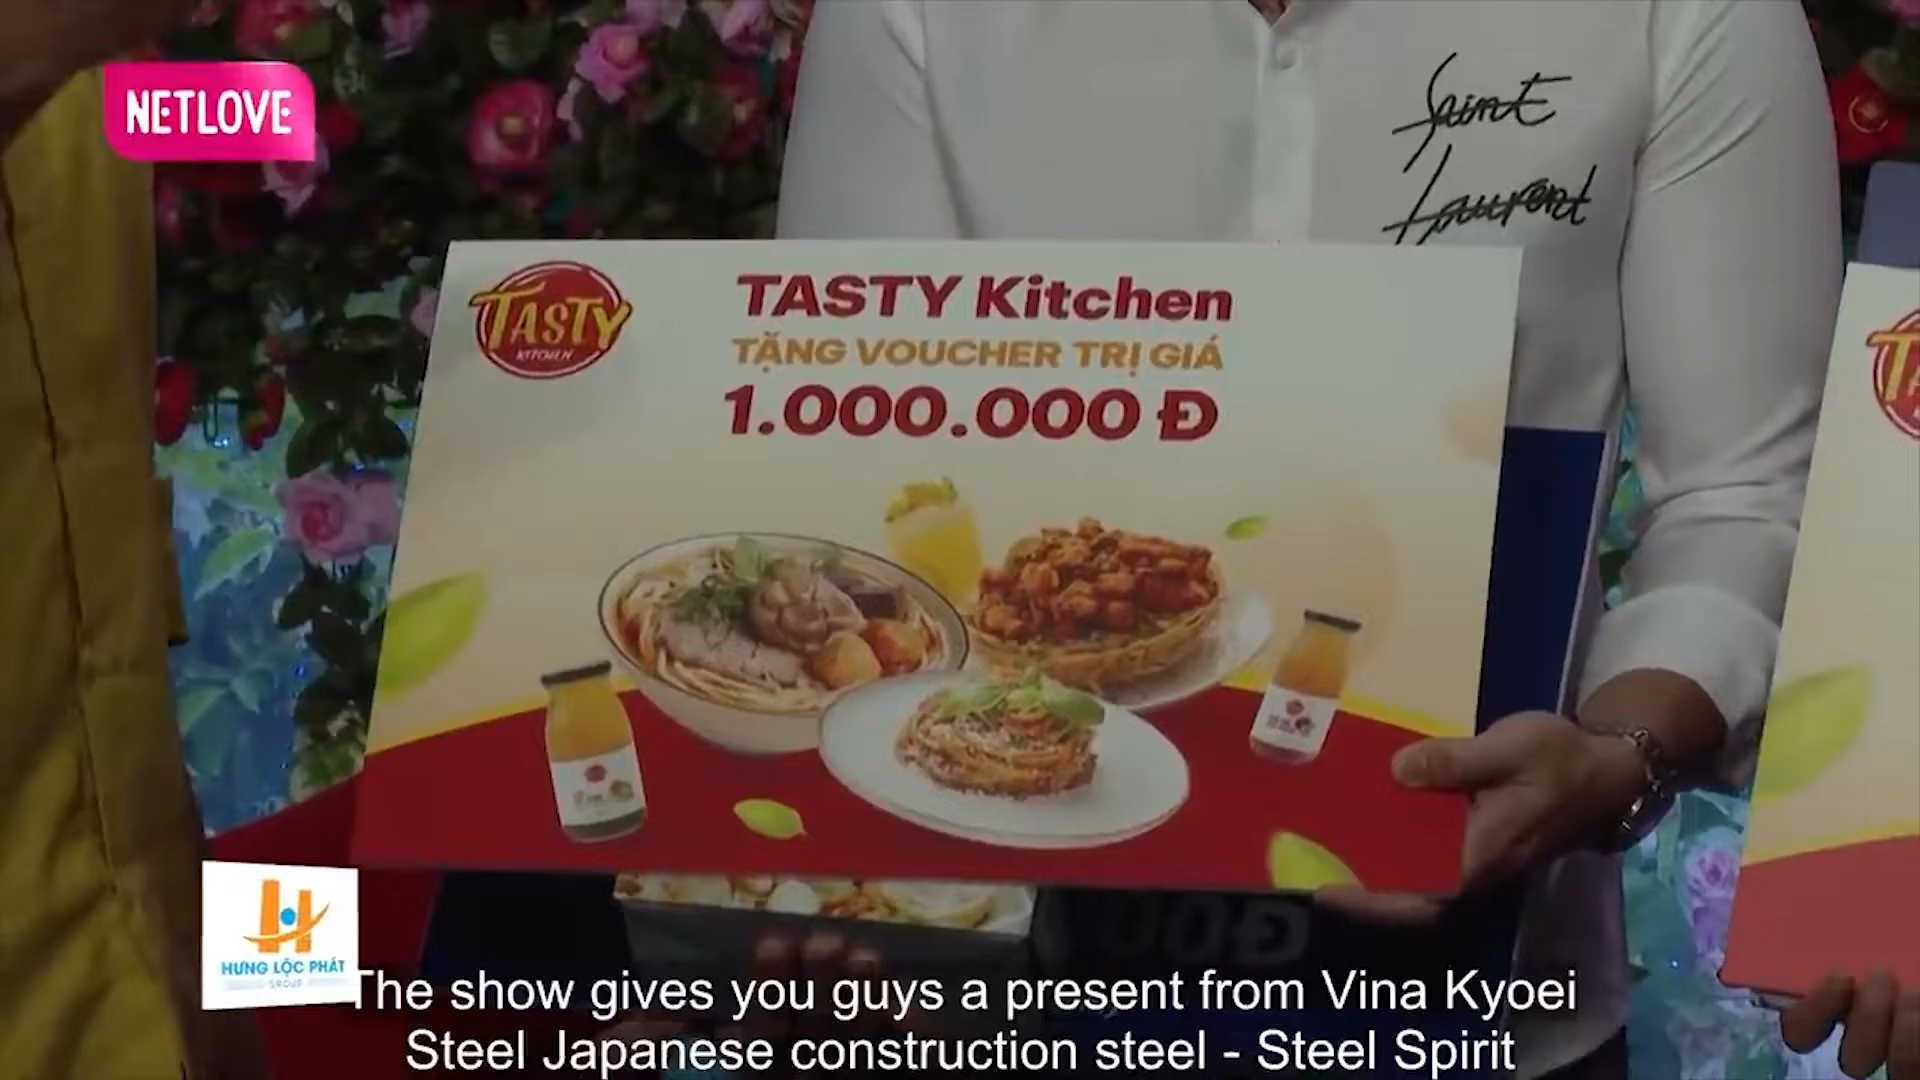 NETLOVE
Saint
Laurent
TASTY
KITCHEN
TASTY Kitchen
TẶNG VOUCHER TRỊ GIÁ
1.000.000 Đ
HƯNG LỘC PHÁT
GROUP
The show gives you guys a present from Vina Kyoei
Steel Japanese construction steel - Steel Spirit